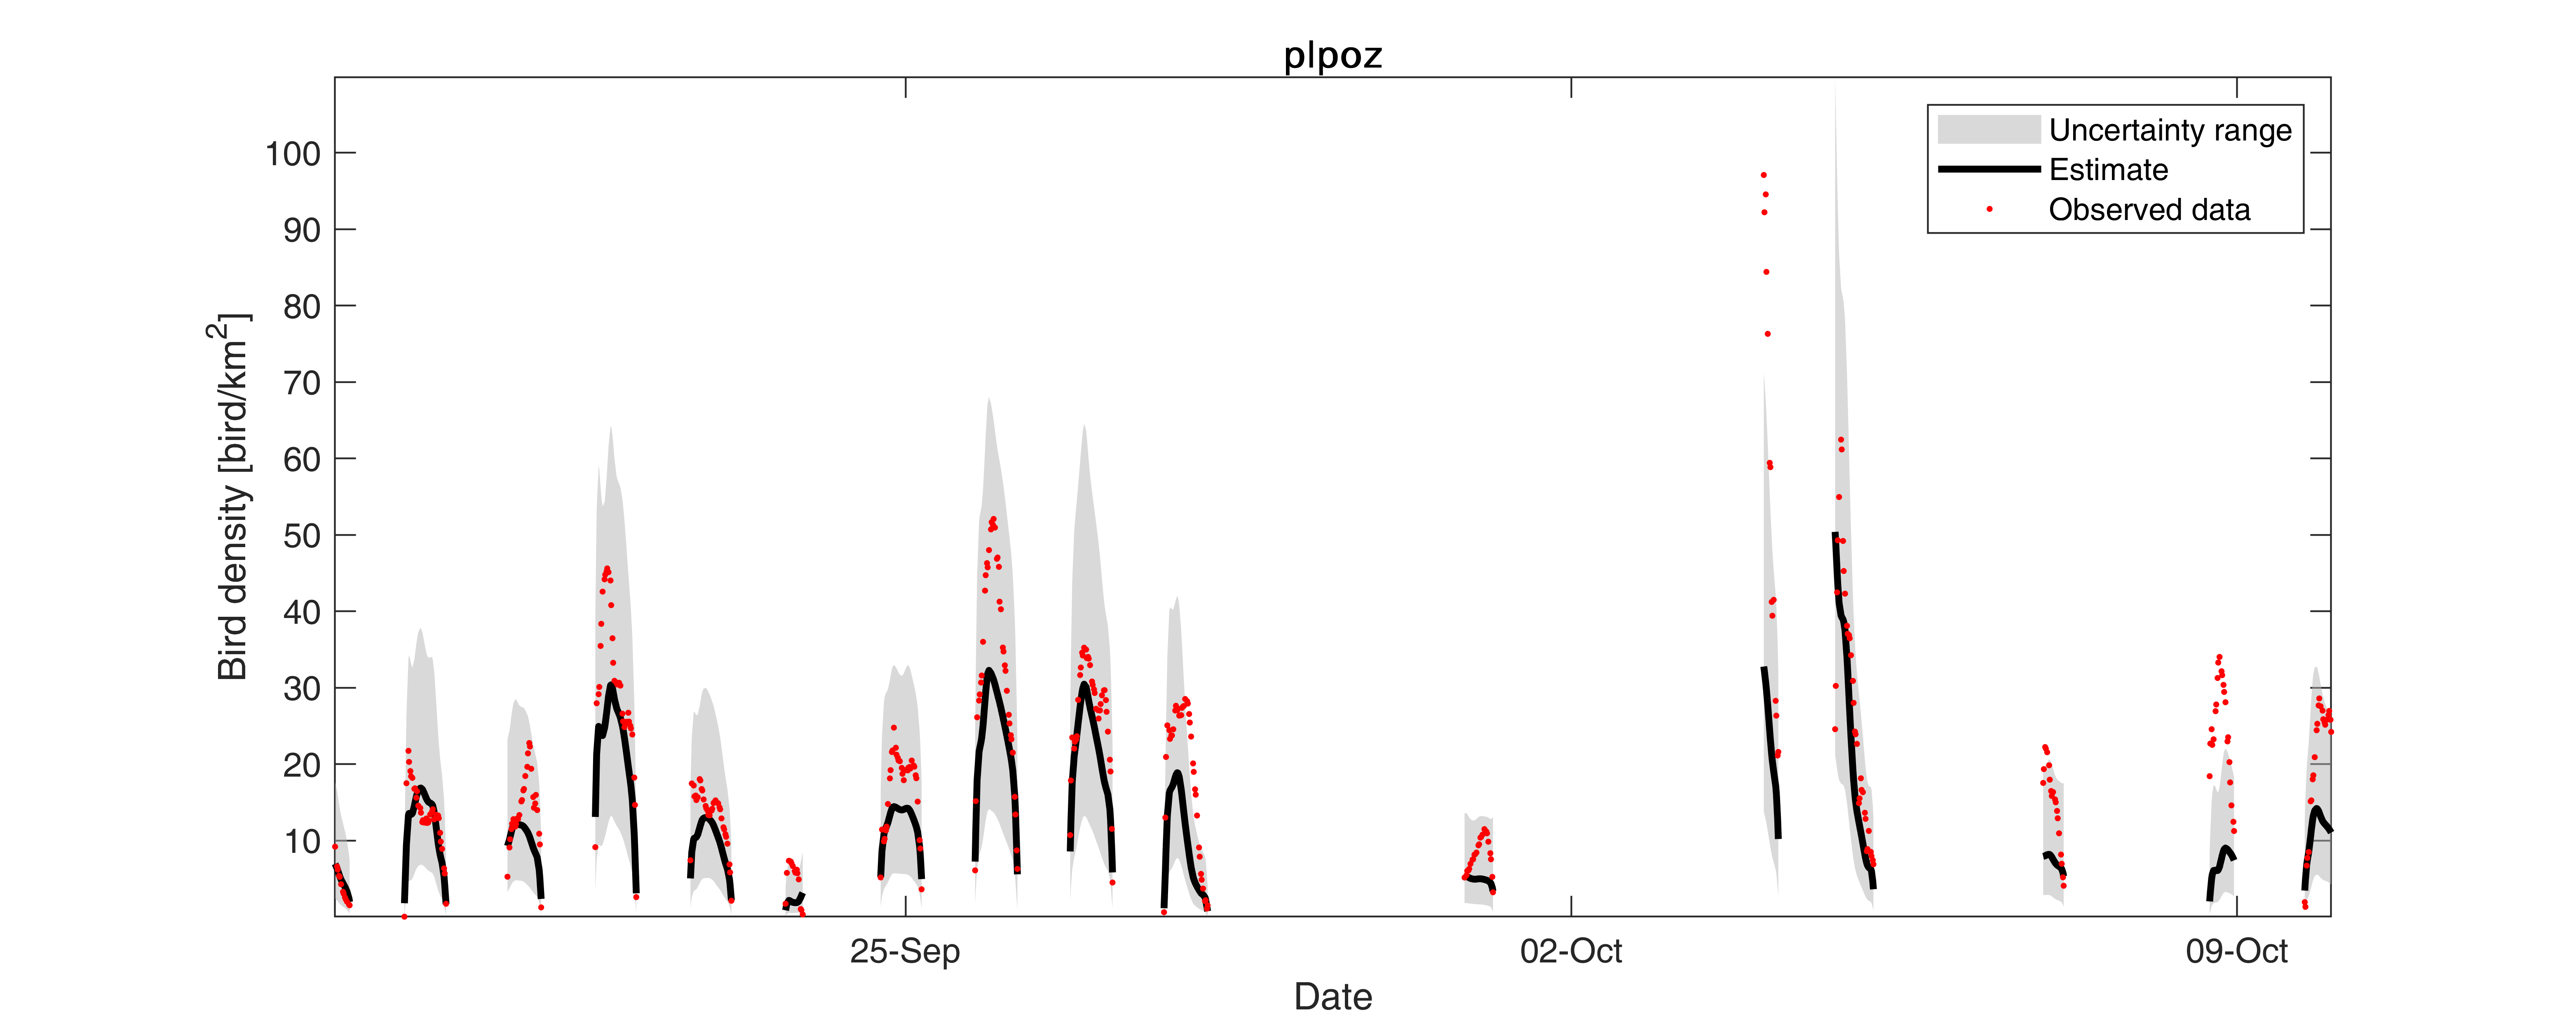 plpoz
Uncertainty range
Estimate
Observed data
100
90
80
70
60
50
40
30
20
10
Bird density [bird/km²]
25-Sep
02-Oct
09-Oct
Date